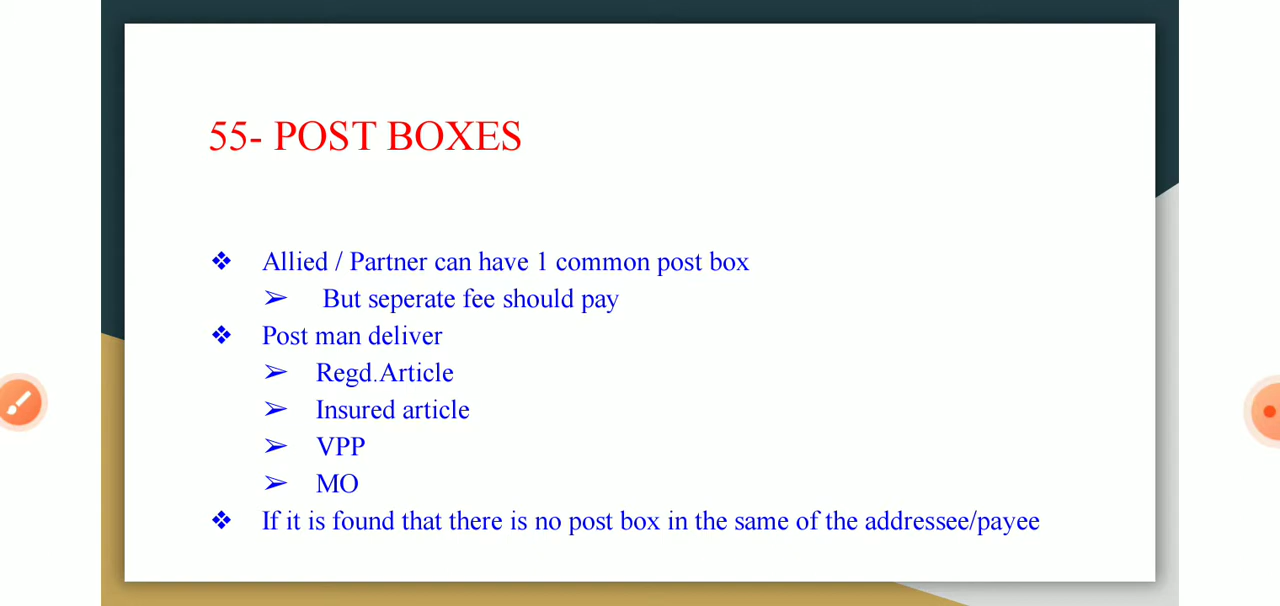 55- POST BOXES
❖ Allied / Partner can have 1 common post box
➢ But seperate fee should pay
❖ Post man deliver
➢ Regd.Article
➢ Insured article
➢ VPP
➢ MO
❖ If it is found that there is no post box in the same of the addressee/payee